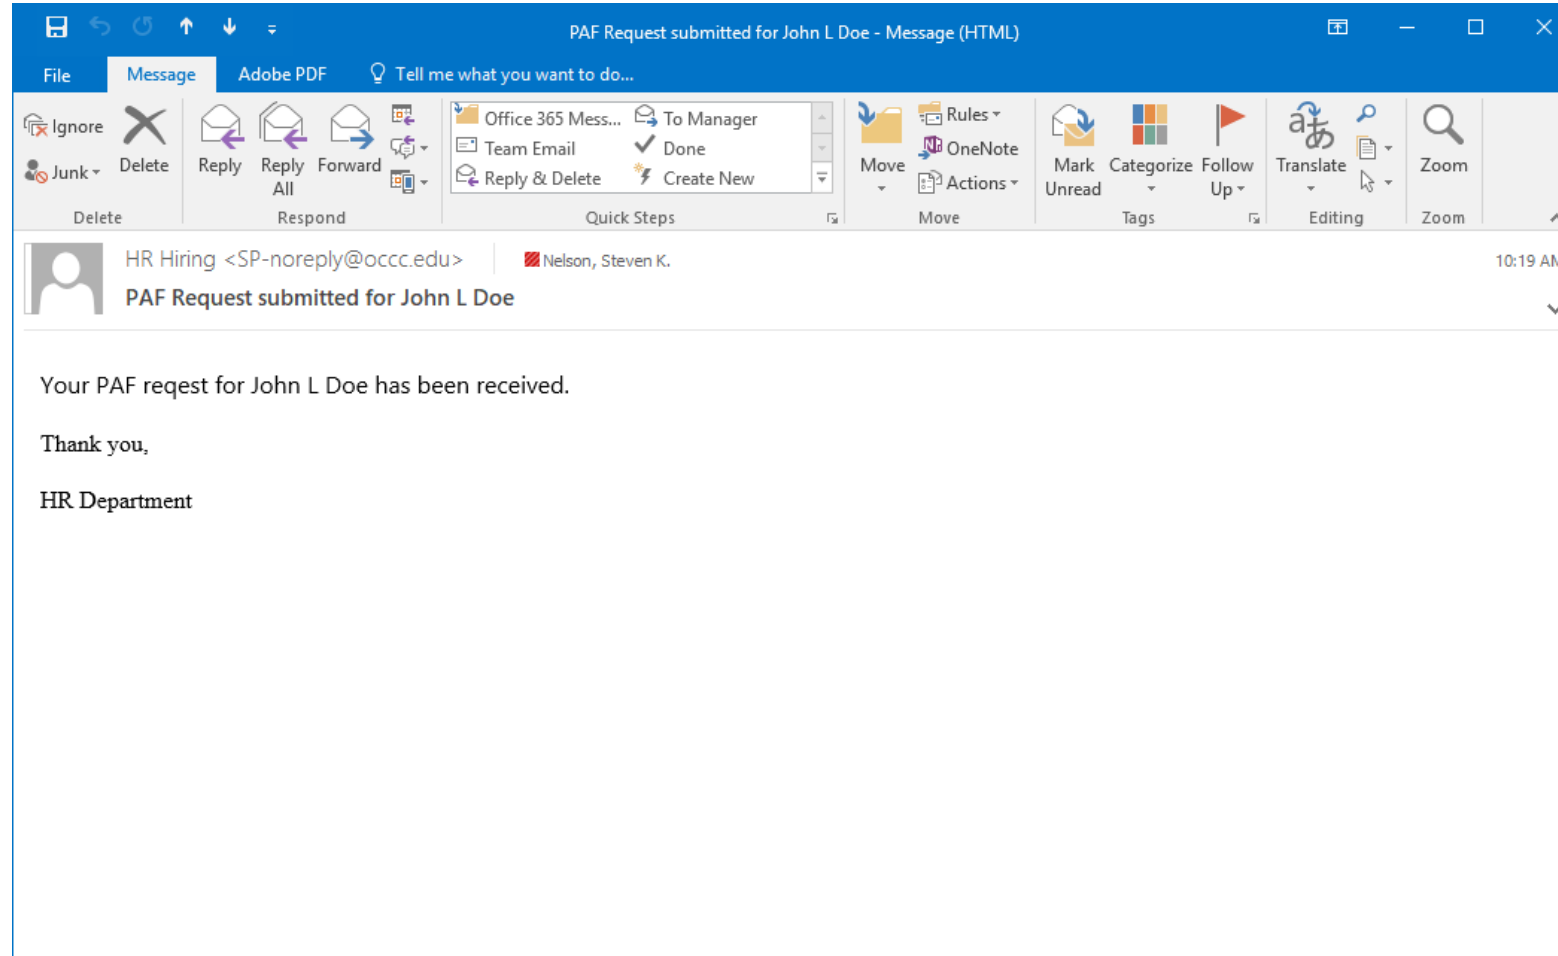 PAF Request submitted for John L Doe - Message (HTML)
File Message Adobe PDF Tell me what you want to do...
Ignore
Junk
Delete
Reply
Reply All
Forward
Office 365 Mess... To Manager
Team Email Done
Reply & Delete Create New
Move
Rules
OneNote
Actions
Mark Unread
Categorize
Follow Up
Translate
Zoom
Delete Respond Quick Steps Move Tags Editing Zoom
HR Hiring <SP-noreply@occc.edu> Nelson, Steven K. 10:19 AM
PAF Request submitted for John L Doe
Your PAF reqest for John L Doe has been received.
Thank you,
HR Department